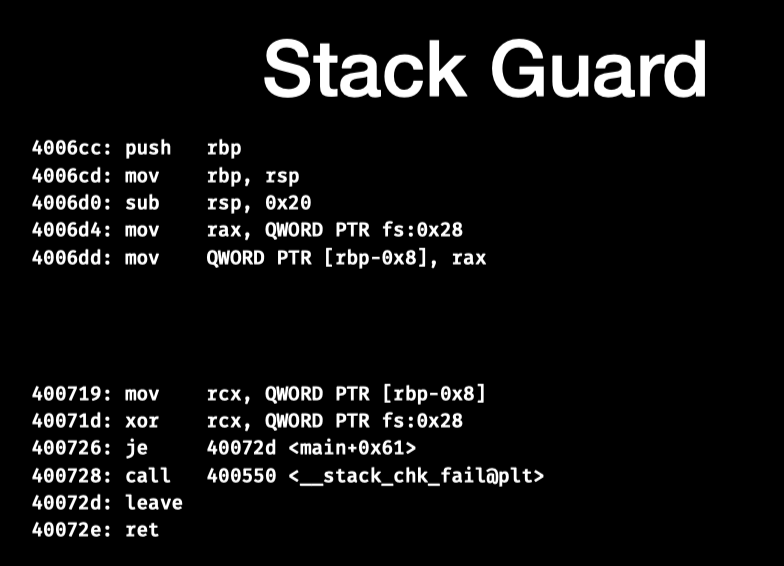 Stack Guard
4006cc: push rbp
4006cd: mov rbp, rsp
4006d0: sub rsp, 0x20
4006d4: mov rax, QWORD PTR fs:0x28
4006dd: mov QWORD PTR [rbp-0x8], rax
400719: mov rcx, QWORD PTR [rbp-0x8]
40071d: xor rcx, QWORD PTR fs:0x28
400726: je 40072d <main+0x61>
400728: call 400550 <__stack_chk_fail@plt>
40072d: leave
40072e: ret